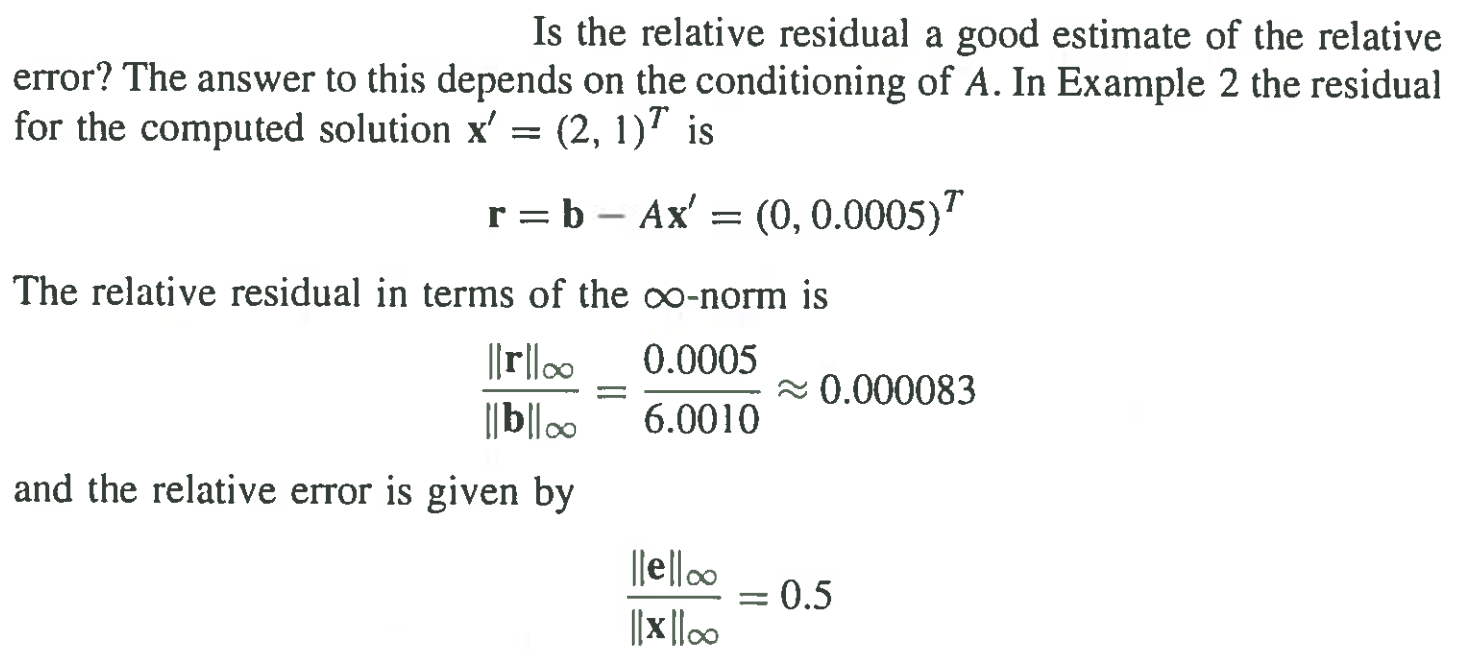 Is the relative residual a good estimate of the relative
error? The answer to this depends on the conditioning of A. In Example 2 the residual
for the computed solution x′ = (2, 1)^T is
r = b − Ax′ = (0, 0.0005)^T
The relative residual in terms of the ∞-norm is
‖r‖∞ / ‖b‖∞ = 0.0005 / 6.0010 ≈ 0.000083
and the relative error is given by
‖e‖∞ / ‖x‖∞ = 0.5